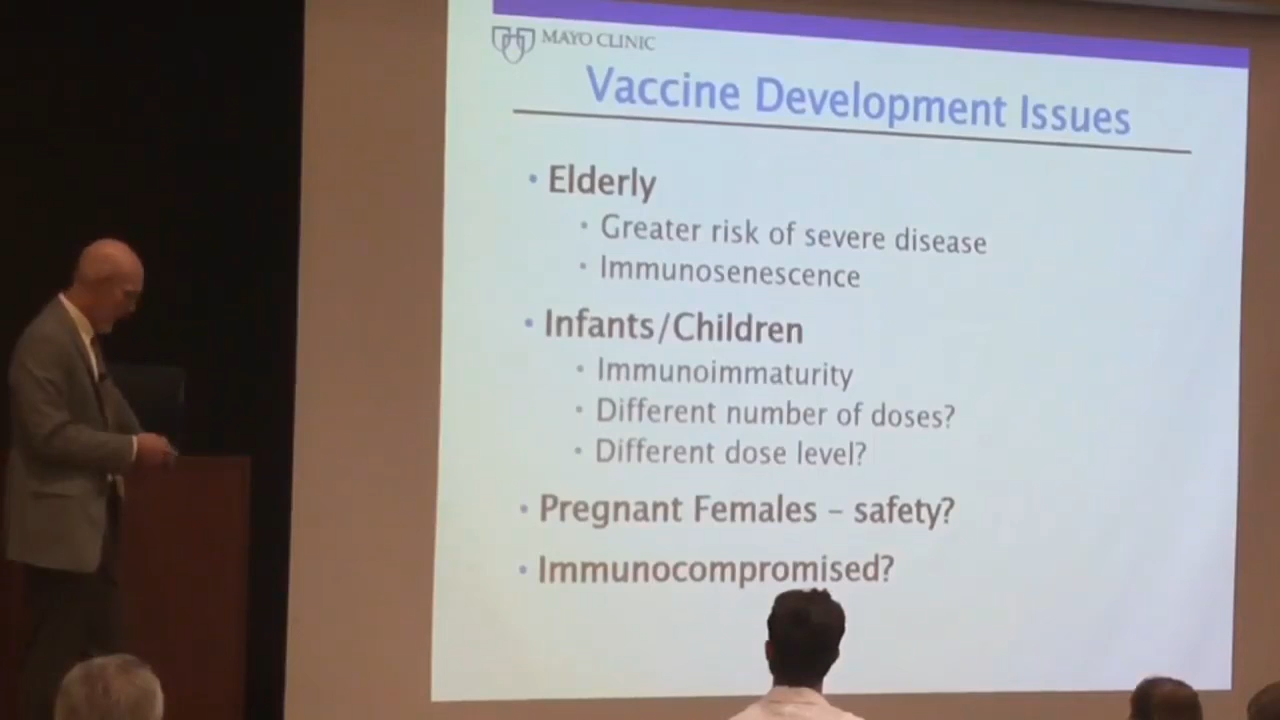 MAYO CLINIC
Vaccine Development Issues
• Elderly
• Greater risk of severe disease
• Immunosenescence
• Infants/Children
• Immunoimmaturity
• Different number of doses?
• Different dose level?
• Pregnant Females – safety?
• Immunocompromised?